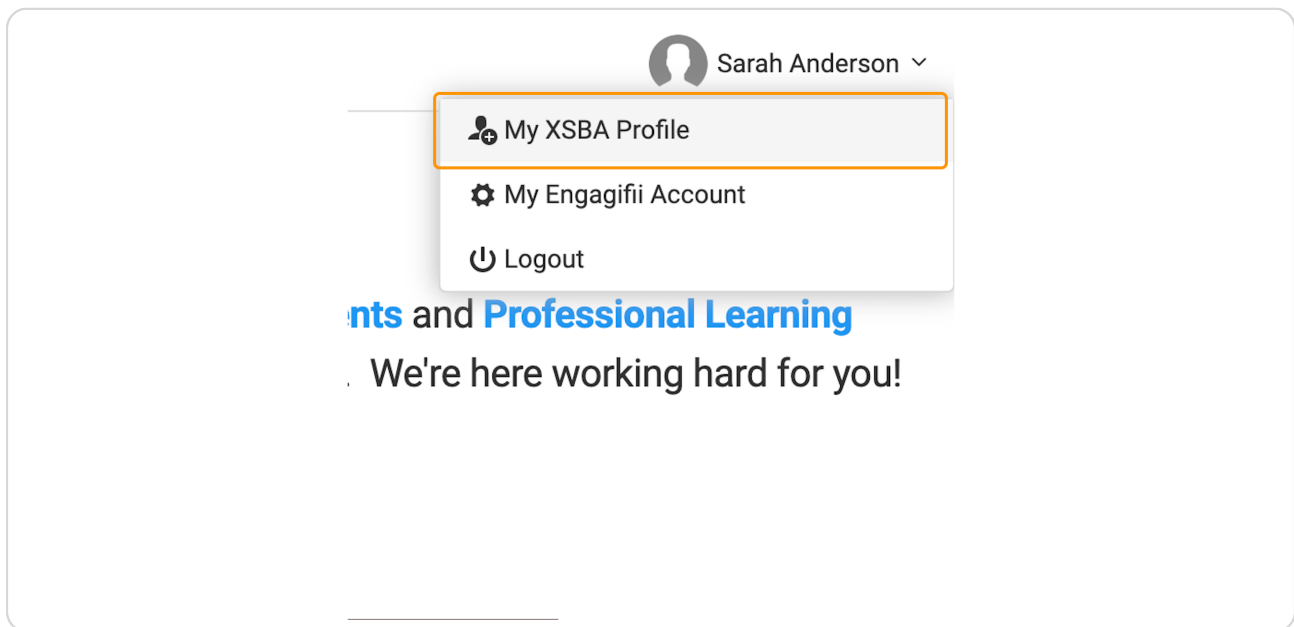 Sarah Anderson
My XSBA Profile
My Engagifii Account
Logout
nts and Professional Learning
. We're here working hard for you!